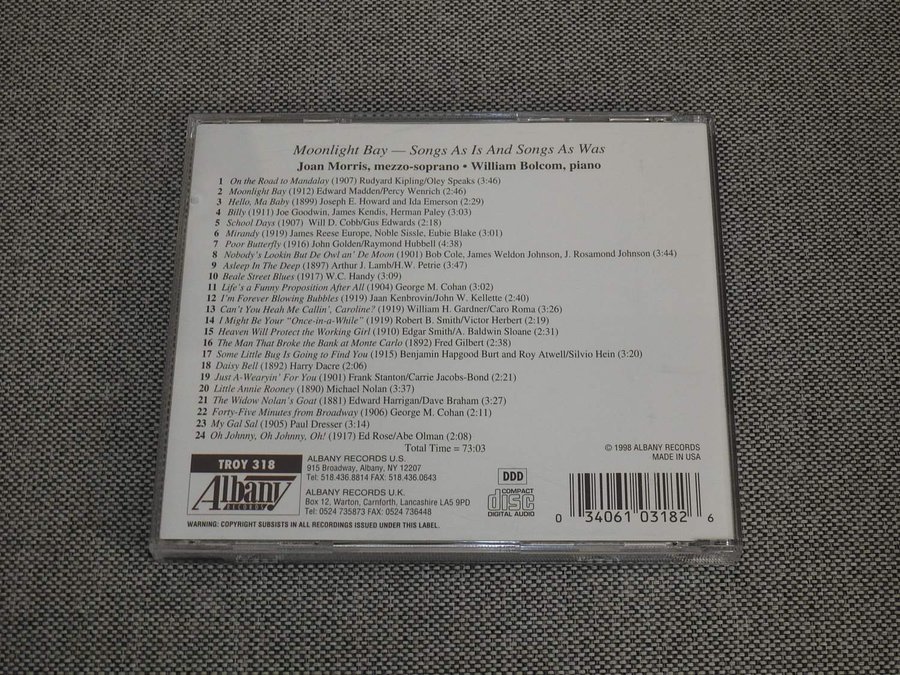 Moonlight Bay — Songs As Is And Songs As Was
Joan Morris, mezzo-soprano • William Bolcom, piano
1 On the Road to Mandalay (1907) Rudyard Kipling/Oley Speaks (3:46)
2 Moonlight Bay (1912) Edward Madden/Percy Wenrich (2:46)
3 Hello, Ma Baby (1899) Joseph E. Howard and Ida Emerson (2:29)
4 Billy (1911) Joe Goodwin, James Kendis, Herman Paley (3:03)
5 School Days (1907) Will D. Cobb/Gus Edwards (2:18)
6 Mirandy (1919) James Reese Europe, Noble Sissle, Eubie Blake (3:01)
7 Poor Butterfly (1916) John Golden/Raymond Hubbell (4:38)
8 Nobody's Lookin But De Owl an' De Moon (1901) Bob Cole, James Weldon Johnson, J. Rosamond Johnson (3:44)
9 Asleep In The Deep (1897) Arthur J. Lamb/H.W. Petrie (3:47)
10 Beale Street Blues (1917) W.C. Handy (3:09)
11 Life's a Funny Proposition After All (1904) George M. Cohan (3:02)
12 I'm Forever Blowing Bubbles (1919) Jaan Kenbrovin/John W. Kellette (2:40)
13 Can't You Heah Me Callin', Caroline? (1919) William H. Gardner/Caro Roma (3:26)
14 I Might Be Your "Once-in-a-While" (1919) Robert B. Smith/Victor Herbert (2:19)
15 Heaven Will Protect the Working Girl (1910) Edgar Smith/A. Baldwin Sloane (2:31)
16 The Man That Broke the Bank at Monte Carlo (1892) Fred Gilbert (2:38)
17 Some Little Bug Is Going to Find You (1915) Benjamin Hapgood Burt and Roy Atwell/Silvio Hein (3:20)
18 Daisy Bell (1892) Harry Dacre (2:06)
19 Just A-Wearyin' For You (1901) Frank Stanton/Carrie Jacobs-Bond (2:21)
20 Little Annie Rooney (1890) Michael Nolan (3:37)
21 The Widow Nolan's Goat (1881) Edward Harrigan/Dave Braham (3:27)
22 Forty-Five Minutes from Broadway (1906) George M. Cohan (2:11)
23 My Gal Sal (1905) Paul Dresser (3:14)
24 Oh Johnny, Oh Johnny, Oh! (1917) Ed Rose/Abe Olman (2:08)
Total Time = 73:03
© 1998 ALBANY RECORDS
MADE IN USA
TROY 318
Albany
RECORDS
ALBANY RECORDS U.S.
915 Broadway, Albany, NY 12207
Tel: 518.436.8814 FAX: 518.436.0643
ALBANY RECORDS U.K.
Box 12, Warton, Carnforth, Lancashire LA5 9PD
Tel: 0524 735873 FAX: 0524 736448
WARNING: COPYRIGHT SUBSISTS IN ALL RECORDINGS ISSUED UNDER THIS LABEL.
DDD
COMPACT
disc
DIGITAL AUDIO
0 34061 03182 6